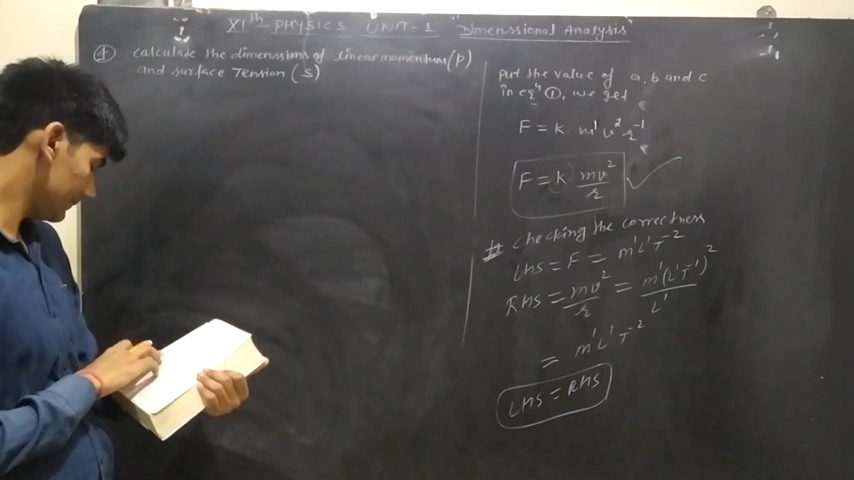 XIth PHYSICS UNIT-1 "Dimenssional Analysis
④ calculate the dimenssions of linear momentum (p)
and surface Tension (S)
put the value of a, b and c
in eqn ①, we get
F = k. m¹ v² r⁻¹
F = k mv²/r ✓
# checking the correctness
LHS = F = m¹L¹T⁻²
RHS = mv²/r = m¹(L¹T⁻¹)²/L¹
= m¹L¹T⁻²
LHS = RHS